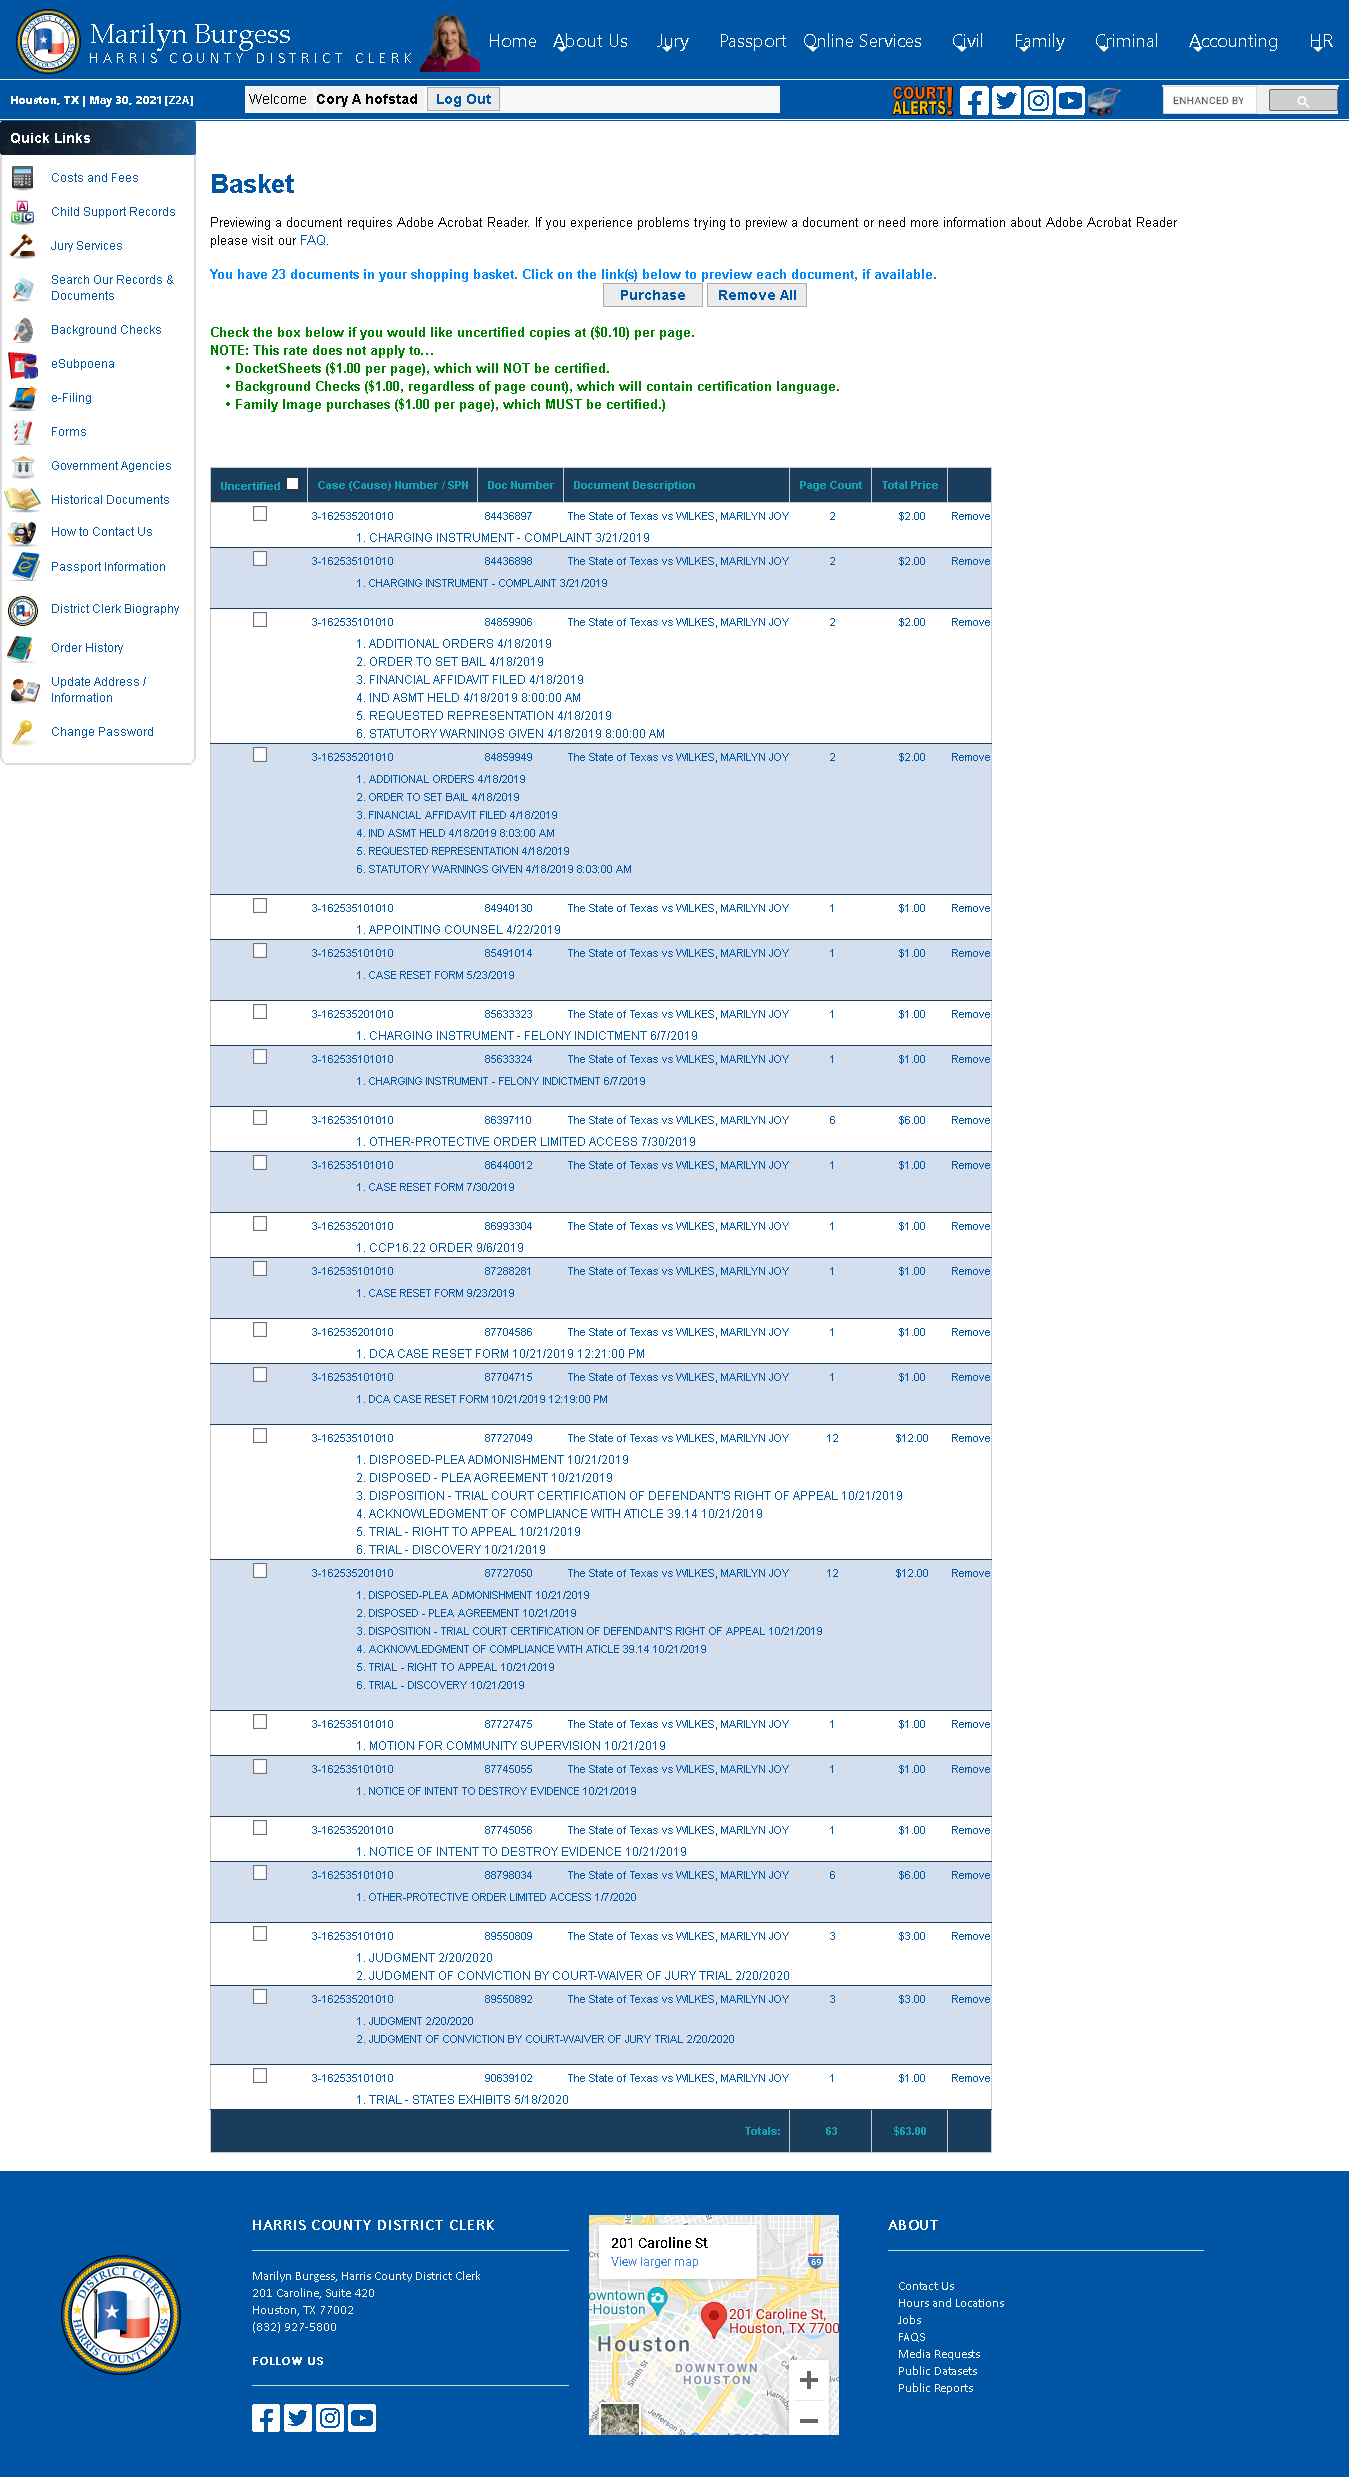 Marilyn Burgess
HARRIS COUNTY DISTRICT CLERK
Home About Us Jury Passport Online Services Civil Family Criminal Accounting HR
Houston, TX | May 30, 2021 [Z2A]
Welcome Cory A hofstad Log Out
COURT ALERTS!
ENHANCED BY
Quick Links
Costs and Fees
Child Support Records
Jury Services
Search Our Records &
Documents
Background Checks
eSubpoena
e-Filing
Forms
Government Agencies
Historical Documents
How to Contact Us
Passport Information
District Clerk Biography
Order History
Update Address /
Information
Change Password
Basket
Previewing a document requires Adobe Acrobat Reader. If you experience problems trying to preview a document or need more information about Adobe Acrobat Reader
please visit our FAQ.
You have 23 documents in your shopping basket. Click on the link(s) below to preview each document, if available.
Purchase Remove All
Check the box below if you would like uncertified copies at ($0.10) per page.
NOTE: This rate does not apply to...
• DocketSheets ($1.00 per page), which will NOT be certified.
• Background Checks ($1.00, regardless of page count), which will contain certification language.
• Family Image purchases ($1.00 per page), which MUST be certified.)
Uncertified Case (Cause) Number / SPN Doc Number Document Description Page Count Total Price
3-162535201010 84436897 The State of Texas vs WILKES, MARILYN JOY 2 $2.00 Remove
1. CHARGING INSTRUMENT - COMPLAINT 3/21/2019
3-162535101010 84436898 The State of Texas vs WILKES, MARILYN JOY 2 $2.00 Remove
1. CHARGING INSTRUMENT - COMPLAINT 3/21/2019
3-162535101010 84859906 The State of Texas vs WILKES, MARILYN JOY 2 $2.00 Remove
1. ADDITIONAL ORDERS 4/18/2019
2. ORDER TO SET BAIL 4/18/2019
3. FINANCIAL AFFIDAVIT FILED 4/18/2019
4. IND ASMT HELD 4/18/2019 8:00:00 AM
5. REQUESTED REPRESENTATION 4/18/2019
6. STATUTORY WARNINGS GIVEN 4/18/2019 8:00:00 AM
3-162535201010 84859949 The State of Texas vs WILKES, MARILYN JOY 2 $2.00 Remove
1. ADDITIONAL ORDERS 4/18/2019
2. ORDER TO SET BAIL 4/18/2019
3. FINANCIAL AFFIDAVIT FILED 4/18/2019
4. IND ASMT HELD 4/18/2019 8:03:00 AM
5. REQUESTED REPRESENTATION 4/18/2019
6. STATUTORY WARNINGS GIVEN 4/18/2019 8:03:00 AM
3-162535101010 84940130 The State of Texas vs WILKES, MARILYN JOY 1 $1.00 Remove
1. APPOINTING COUNSEL 4/22/2019
3-162535101010 85491014 The State of Texas vs WILKES, MARILYN JOY 1 $1.00 Remove
1. CASE RESET FORM 5/23/2019
3-162535201010 85633323 The State of Texas vs WILKES, MARILYN JOY 1 $1.00 Remove
1. CHARGING INSTRUMENT - FELONY INDICTMENT 6/7/2019
3-162535101010 85633324 The State of Texas vs WILKES, MARILYN JOY 1 $1.00 Remove
1. CHARGING INSTRUMENT - FELONY INDICTMENT 6/7/2019
3-162535101010 86397110 The State of Texas vs WILKES, MARILYN JOY 6 $6.00 Remove
1. OTHER-PROTECTIVE ORDER LIMITED ACCESS 7/30/2019
3-162535101010 86440012 The State of Texas vs WILKES, MARILYN JOY 1 $1.00 Remove
1. CASE RESET FORM 7/30/2019
3-162535201010 86993304 The State of Texas vs WILKES, MARILYN JOY 1 $1.00 Remove
1. CCP16.22 ORDER 9/6/2019
3-162535101010 87288281 The State of Texas vs WILKES, MARILYN JOY 1 $1.00 Remove
1. CASE RESET FORM 9/23/2019
3-162535201010 87704586 The State of Texas vs WILKES, MARILYN JOY 1 $1.00 Remove
1. DCA CASE RESET FORM 10/21/2019 12:21:00 PM
3-162535101010 87704715 The State of Texas vs WILKES, MARILYN JOY 1 $1.00 Remove
1. DCA CASE RESET FORM 10/21/2019 12:19:00 PM
3-162535101010 87727049 The State of Texas vs WILKES, MARILYN JOY 12 $12.00 Remove
1. DISPOSED-PLEA ADMONISHMENT 10/21/2019
2. DISPOSED - PLEA AGREEMENT 10/21/2019
3. DISPOSITION - TRIAL COURT CERTIFICATION OF DEFENDANT'S RIGHT OF APPEAL 10/21/2019
4. ACKNOWLEDGMENT OF COMPLIANCE WITH ATICLE 39.14 10/21/2019
5. TRIAL - RIGHT TO APPEAL 10/21/2019
6. TRIAL - DISCOVERY 10/21/2019
3-162535201010 87727050 The State of Texas vs WILKES, MARILYN JOY 12 $12.00 Remove
1. DISPOSED-PLEA ADMONISHMENT 10/21/2019
2. DISPOSED - PLEA AGREEMENT 10/21/2019
3. DISPOSITION - TRIAL COURT CERTIFICATION OF DEFENDANT'S RIGHT OF APPEAL 10/21/2019
4. ACKNOWLEDGMENT OF COMPLIANCE WITH ATICLE 39.14 10/21/2019
5. TRIAL - RIGHT TO APPEAL 10/21/2019
6. TRIAL - DISCOVERY 10/21/2019
3-162535101010 87727475 The State of Texas vs WILKES, MARILYN JOY 1 $1.00 Remove
1. MOTION FOR COMMUNITY SUPERVISION 10/21/2019
3-162535101010 87745055 The State of Texas vs WILKES, MARILYN JOY 1 $1.00 Remove
1. NOTICE OF INTENT TO DESTROY EVIDENCE 10/21/2019
3-162535201010 87745056 The State of Texas vs WILKES, MARILYN JOY 1 $1.00 Remove
1. NOTICE OF INTENT TO DESTROY EVIDENCE 10/21/2019
3-162535101010 88798034 The State of Texas vs WILKES, MARILYN JOY 6 $6.00 Remove
1. OTHER-PROTECTIVE ORDER LIMITED ACCESS 1/7/2020
3-162535101010 89550809 The State of Texas vs WILKES, MARILYN JOY 3 $3.00 Remove
1. JUDGMENT 2/20/2020
2. JUDGMENT OF CONVICTION BY COURT-WAIVER OF JURY TRIAL 2/20/2020
3-162535201010 89550892 The State of Texas vs WILKES, MARILYN JOY 3 $3.00 Remove
1. JUDGMENT 2/20/2020
2. JUDGMENT OF CONVICTION BY COURT-WAIVER OF JURY TRIAL 2/20/2020
3-162535101010 90639102 The State of Texas vs WILKES, MARILYN JOY 1 $1.00 Remove
1. TRIAL - STATES EXHIBITS 5/18/2020
Totals: 63 $63.00
DISTRICT CLERK
HARRIS COUNTY TEXAS
HARRIS COUNTY DISTRICT CLERK
Marilyn Burgess, Harris County District Clerk
201 Caroline, Suite 420
Houston, TX 77002
(832) 927-5800
FOLLOW US
201 Caroline St
View larger map
69
owntown
-Houston
201 Caroline St,
Houston, TX 7700
Houston
DOWNTOWN
HOUSTON
Smith St
Jefferson St
ABOUT
Contact Us
Hours and Locations
Jobs
FAQS
Media Requests
Public Datasets
Public Reports